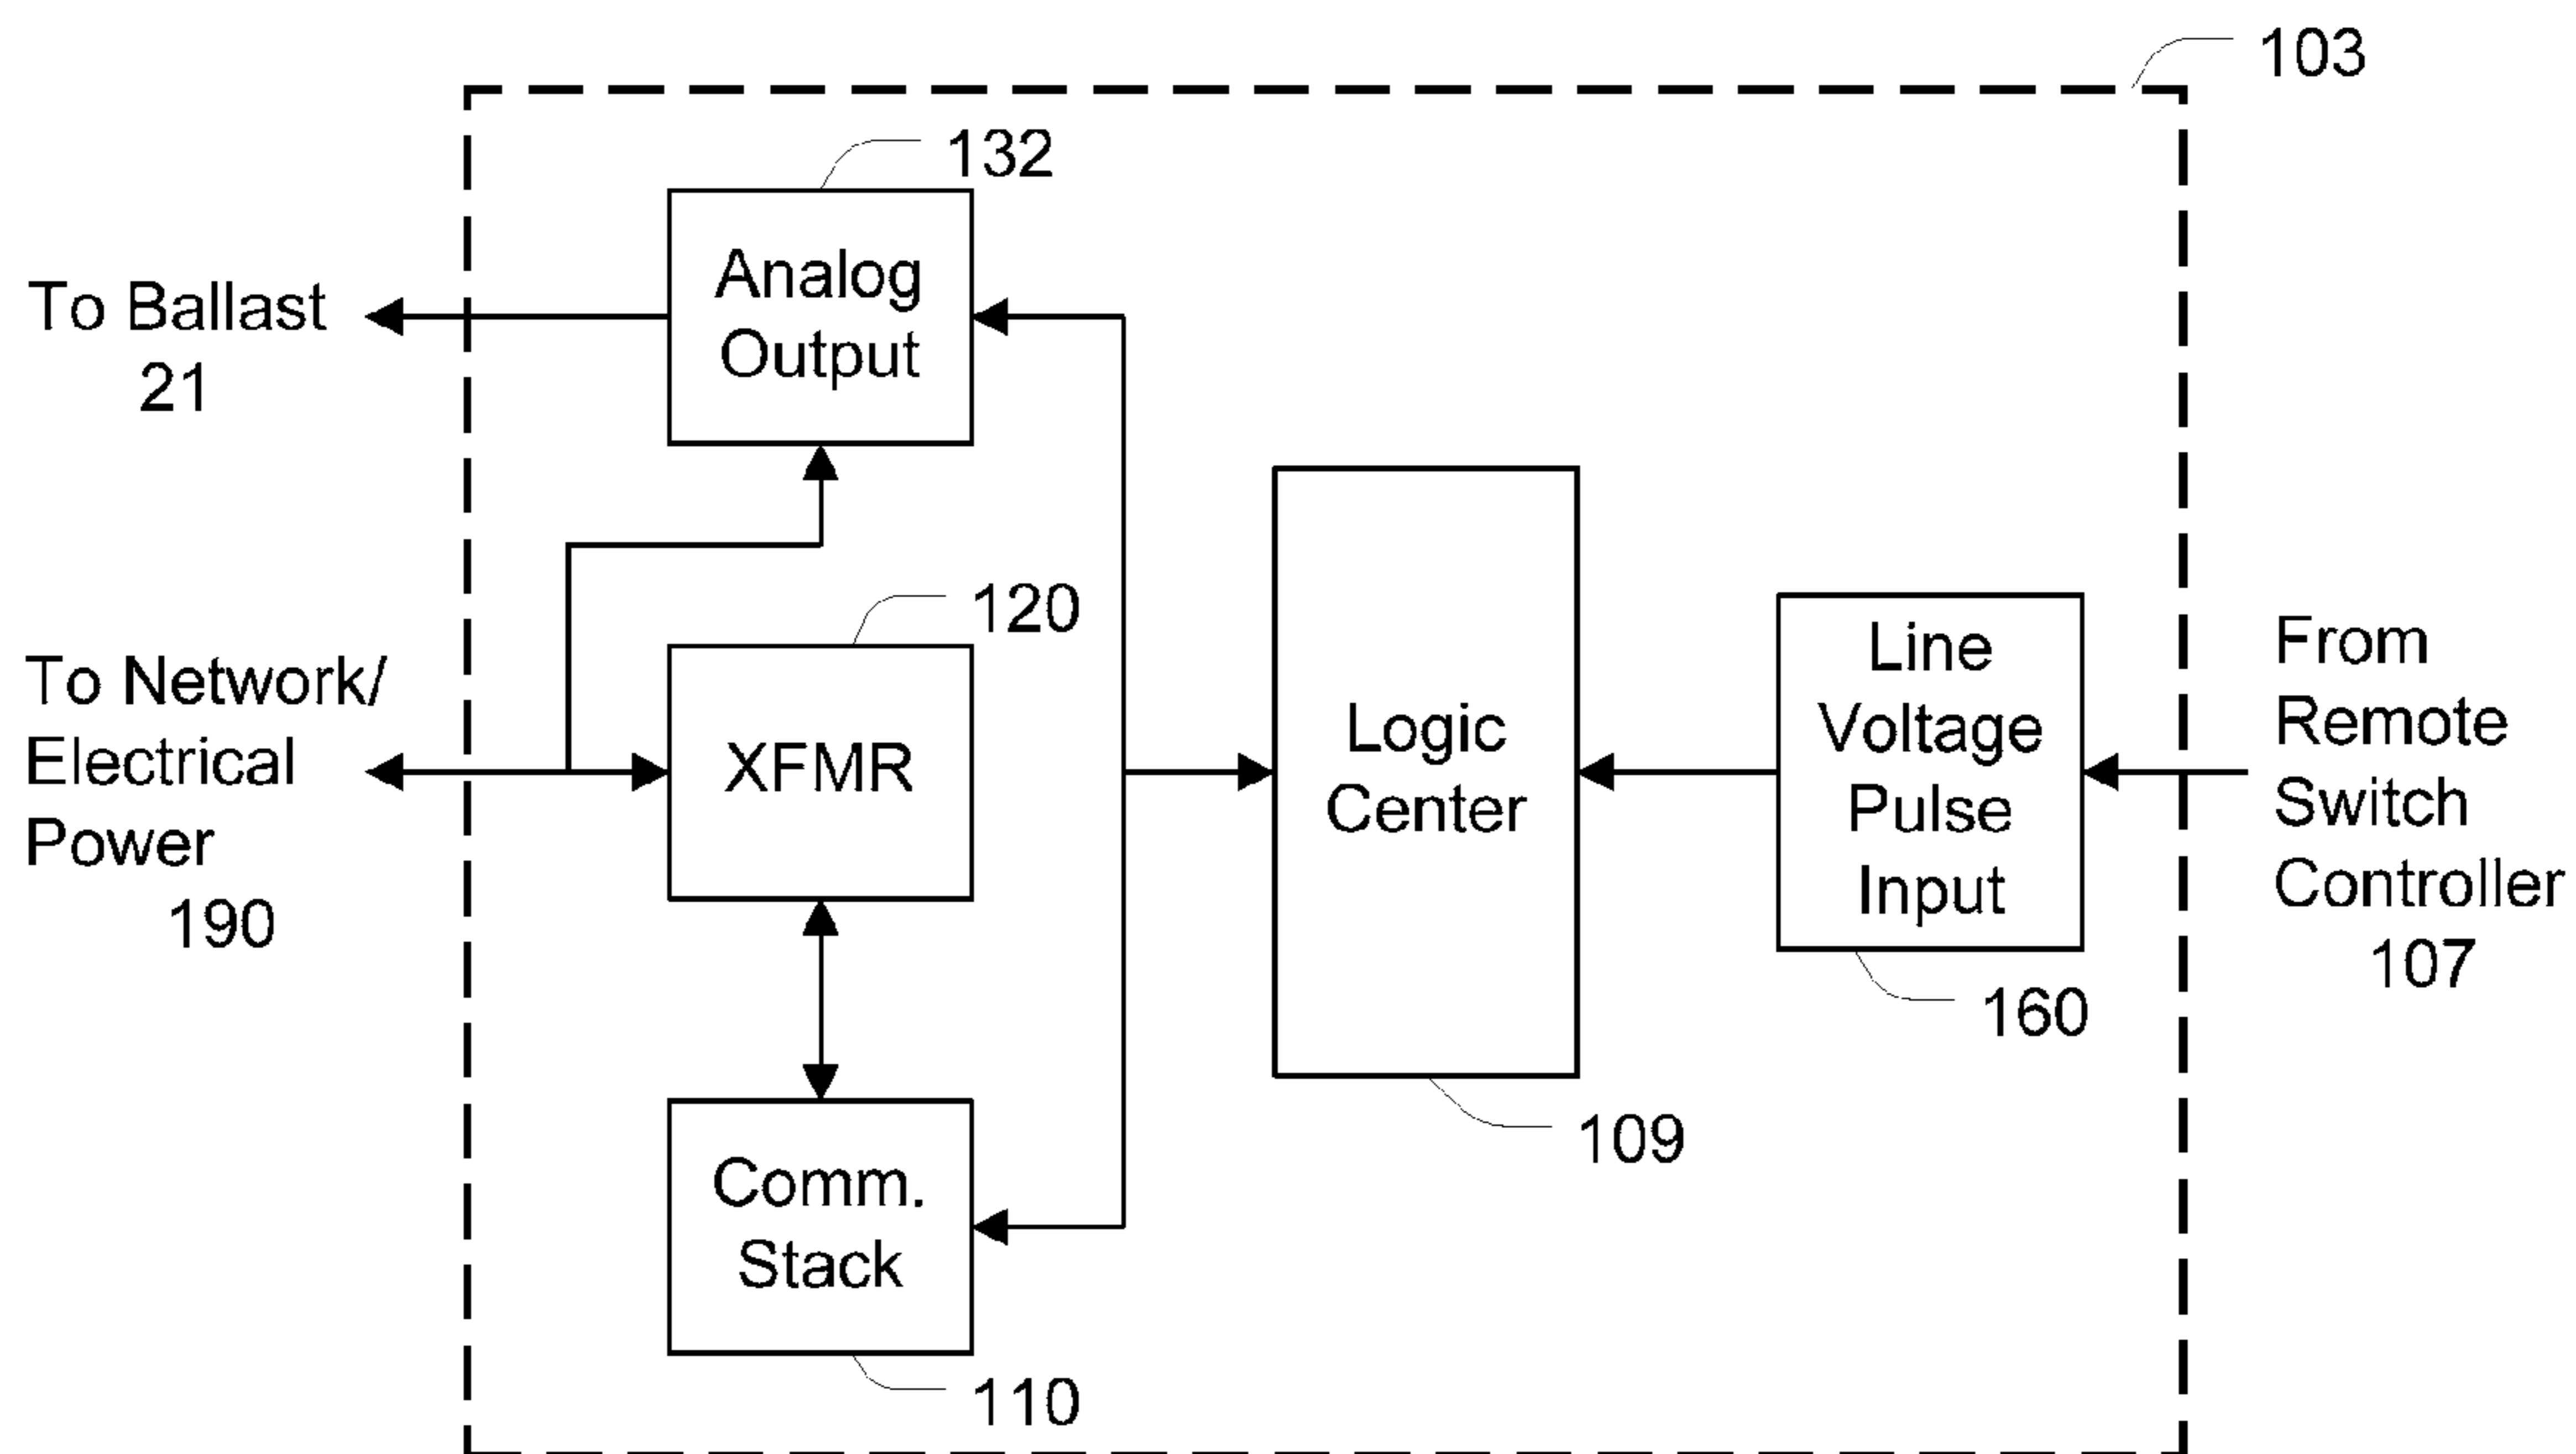 103
132
Analog
Output
To Ballast
21
120
XFMR
To Network/
Electrical
Power
190
Logic
Center
109
Line
Voltage
Pulse
Input
160
From
Remote
Switch
Controller
107
Comm.
Stack
110